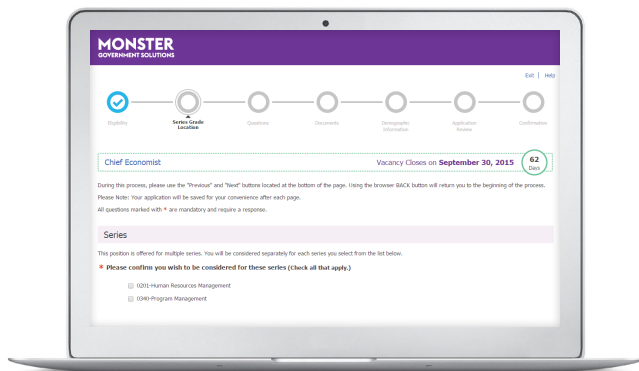 MONSTER
GOVERNMENT SOLUTIONS
Exit | Help
Eligibility
Series Grade
Location
Questions
Documents
Demographic
Information
Application
Review
Confirmation
Chief Economist
Vacancy Closes on September 30, 2015
62
Days
During this process, please use the "Previous" and "Next" buttons located at the bottom of the page. Using the browser BACK button will return you to the beginning of the process.
Please Note: Your application will be saved for your convenience after each page.
All questions marked with * are mandatory and require a response.
Series
This position is offered for multiple series. You will be considered separately for each series you select from the list below.
* Please confirm you wish to be considered for these series (Check all that apply.)
0201-Human Resources Management
0340-Program Management